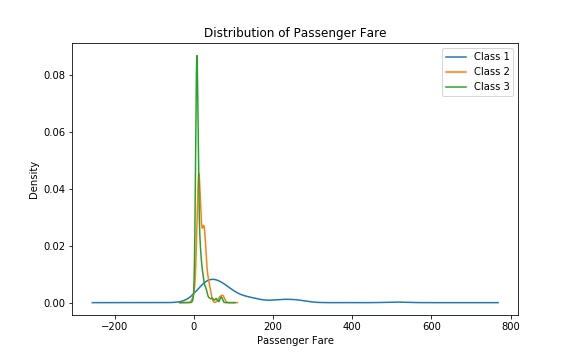 Distribution of Passenger Fare
Class 1
Class 2
Class 3
0.08
0.06
0.04
0.02
0.00
Density
−200
0
200
400
600
800
Passenger Fare